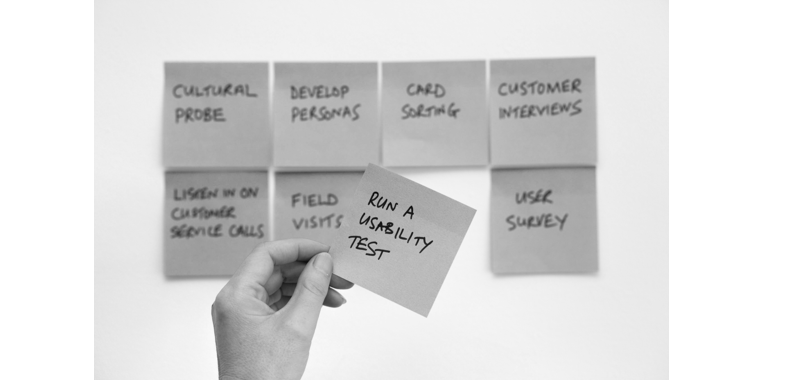 CULTURAL
PROBE
DEVELOP
PERSONAS
CARD
SORTING
CUSTOMER
INTERVIEWS
LISTEN IN ON
CUSTOMER
SERVICE CALLS
FIELD
VISITS
RUN A
USABILITY
TEST
USER
SURVEY